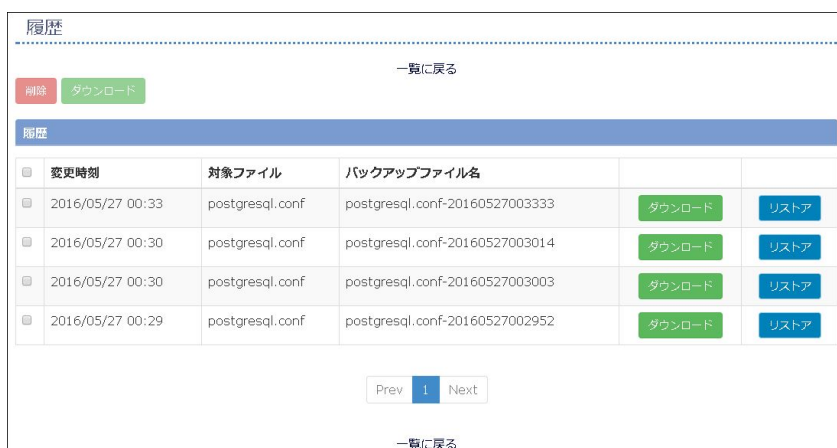 履歴
一覧に戻る
削除 ダウンロード
履歴
変更時刻 対象ファイル バックアップファイル名
2016/05/27 00:33 postgresql.conf postgresql.conf-20160527003333 ダウンロード リストア
2016/05/27 00:30 postgresql.conf postgresql.conf-20160527003014 ダウンロード リストア
2016/05/27 00:30 postgresql.conf postgresql.conf-20160527003003 ダウンロード リストア
2016/05/27 00:29 postgresql.conf postgresql.conf-20160527002952 ダウンロード リストア
Prev 1 Next
一覧に戻る